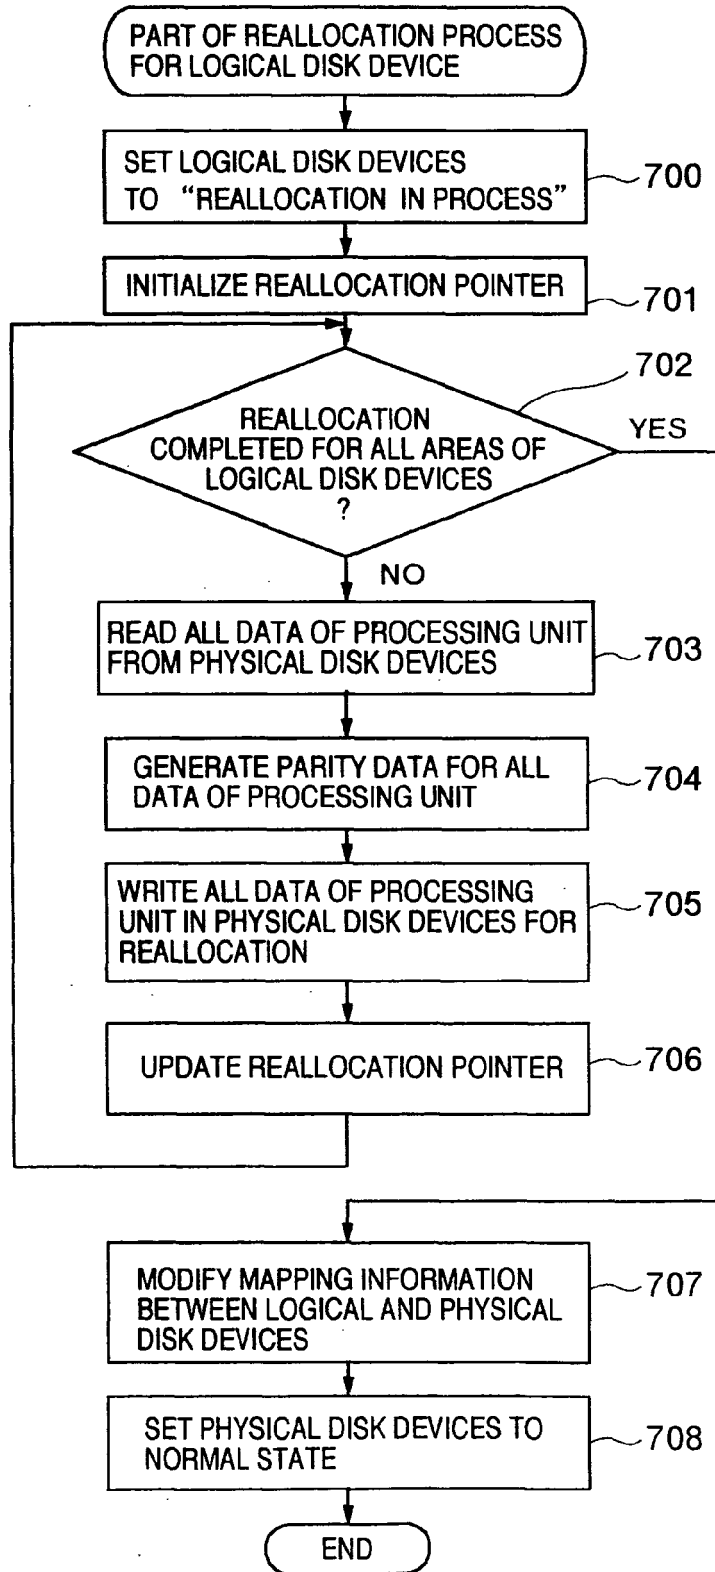 PART OF REALLOCATION PROCESS
FOR LOGICAL DISK DEVICE
SET LOGICAL DISK DEVICES
TO "REALLOCATION IN PROCESS"
700
INITIALIZE REALLOCATION POINTER
701
702
REALLOCATION
COMPLETED FOR ALL AREAS OF
LOGICAL DISK DEVICES
?
YES
NO
READ ALL DATA OF PROCESSING UNIT
FROM PHYSICAL DISK DEVICES
703
GENERATE PARITY DATA FOR ALL
DATA OF PROCESSING UNIT
704
WRITE ALL DATA OF PROCESSING
UNIT IN PHYSICAL DISK DEVICES FOR
REALLOCATION
705
UPDATE REALLOCATION POINTER
706
MODIFY MAPPING INFORMATION
BETWEEN LOGICAL AND PHYSICAL
DISK DEVICES
707
SET PHYSICAL DISK DEVICES TO
NORMAL STATE
708
END